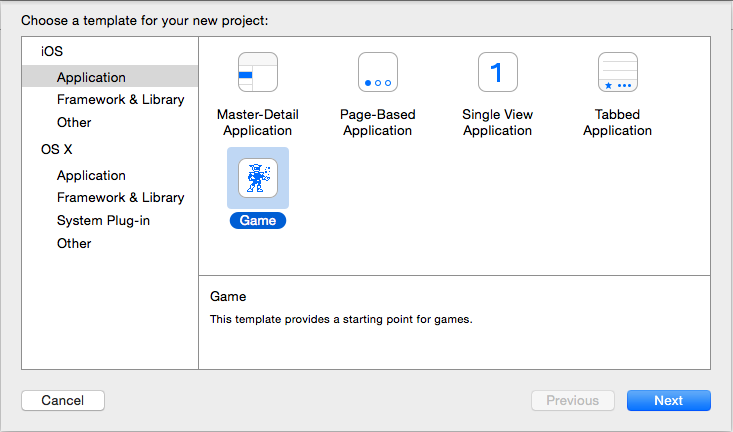 Choose a template for your new project:
iOS
Application
Framework & Library
Other
OS X
Application
Framework & Library
System Plug-in
Other
Master-Detail
Application
Page-Based
Application
1
Single View
Application
Tabbed
Application
Game
Game
This template provides a starting point for games.
Cancel
Previous
Next